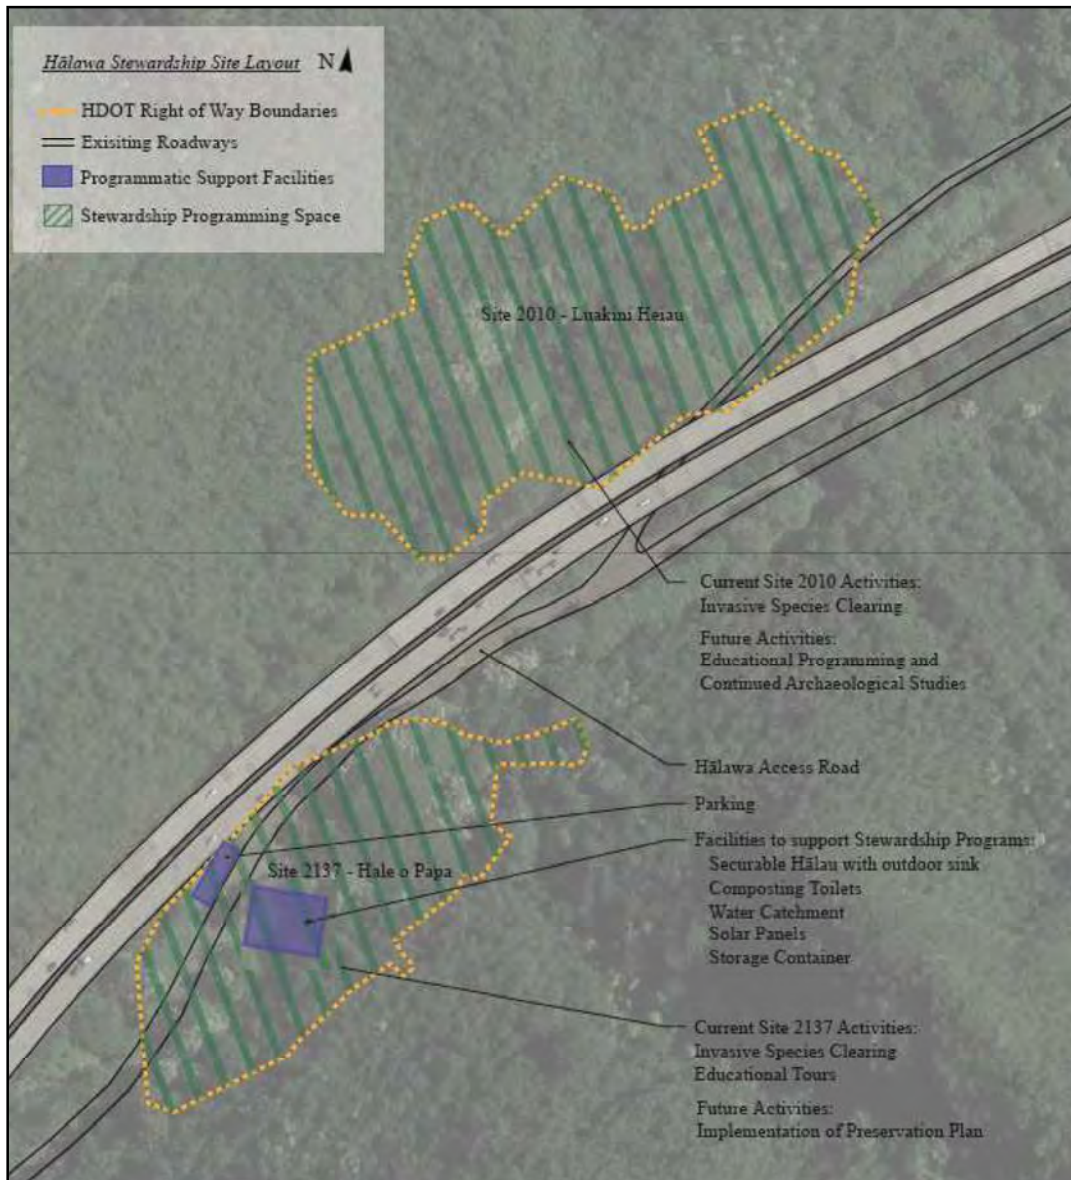 Hālawa Stewardship Site Layout N
HDOT Right of Way Boundaries
Exisiting Roadways
Programmatic Support Facilities
Stewardship Programming Space
Site 2010 - Luakini Heiau
Current Site 2010 Activities:
Invasive Species Clearing
Future Activities:
Educational Programming and
Continued Archaeological Studies
Hālawa Access Road
Parking
Facilities to support Stewardship Programs:
Securable Hālau with outdoor sink
Composting Toilets
Water Catchment
Solar Panels
Storage Container
Site 2137 - Hale o Papa
Current Site 2137 Activities:
Invasive Species Clearing
Educational Tours
Future Activities:
Implementation of Preservation Plan